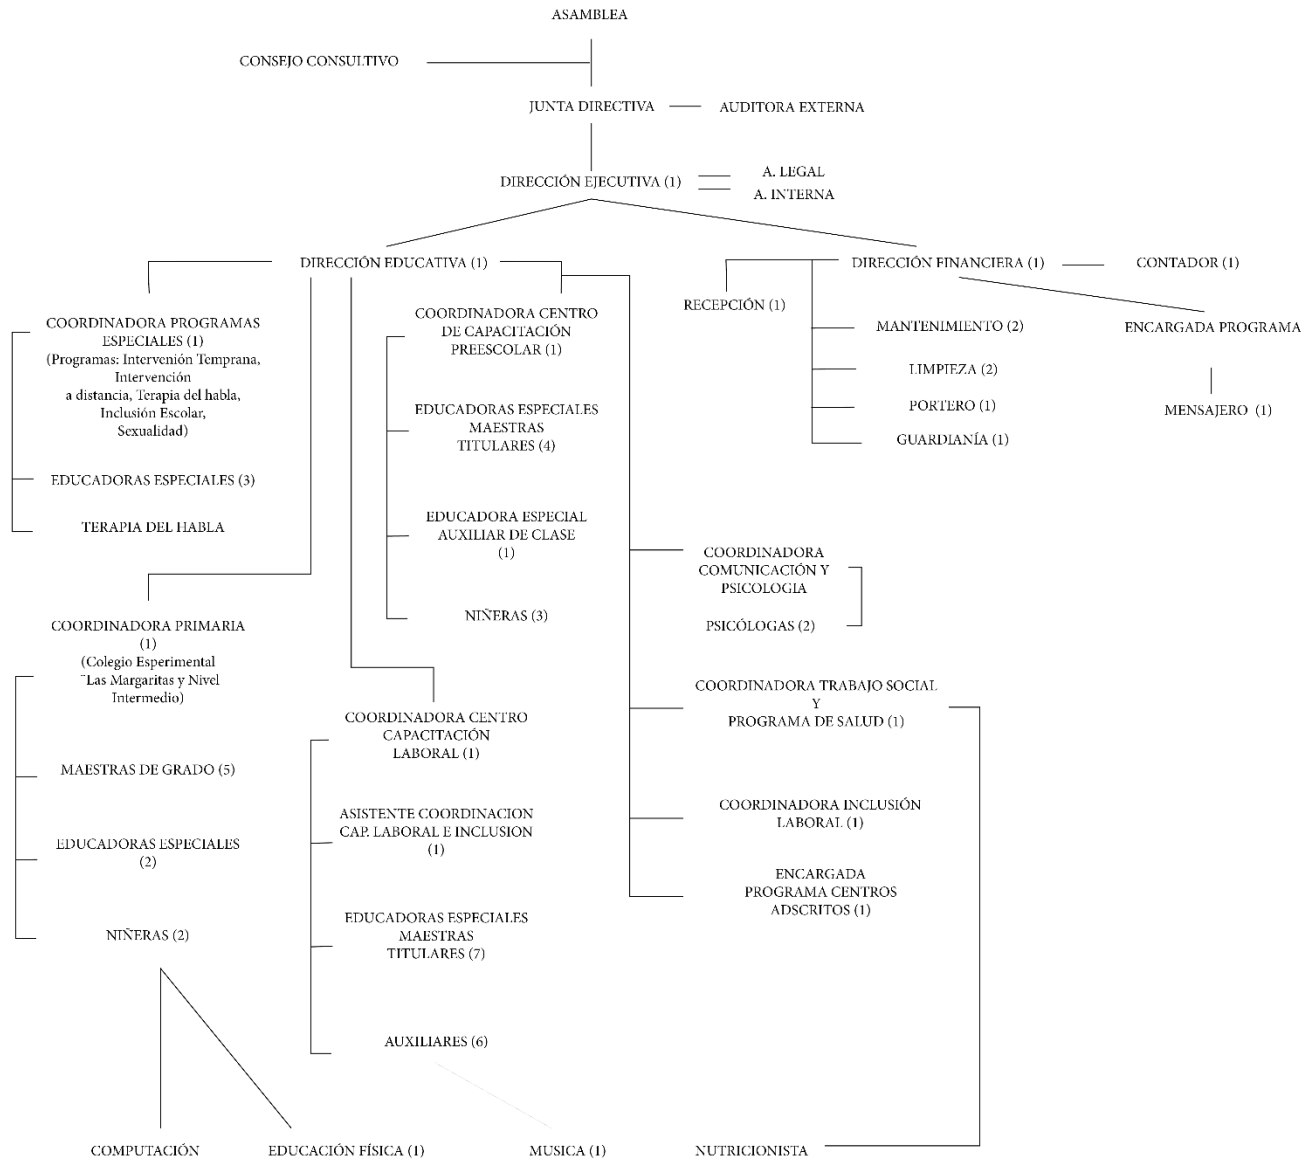 ASAMBLEA
CONSEJO CONSULTIVO
JUNTA DIRECTIVA
AUDITORA EXTERNA
DIRECCIÓN EJECUTIVA (1)
A. LEGAL
A. INTERNA
DIRECCIÓN EDUCATIVA (1)
DIRECCIÓN FINANCIERA (1)
CONTADOR (1)
COORDINADORA PROGRAMAS
ESPECIALES (1)
(Programas: Intervenión Temprana,
Intervención
a distancia, Terapia del habla,
Inclusión Escolar,
Sexualidad)
EDUCADORAS ESPECIALES (3)
TERAPIA DEL HABLA
COORDINADORA CENTRO
DE CAPACITACIÓN
PREESCOLAR (1)
EDUCADORAS ESPECIALES
MAESTRAS
TITULARES (4)
EDUCADORA ESPECIAL
AUXILIAR DE CLASE
(1)
NIÑERAS (3)
RECEPCIÓN (1)
MANTENIMIENTO (2)
LIMPIEZA (2)
PORTERO (1)
GUARDIANÍA (1)
ENCARGADA PROGRAMA
MENSAJERO (1)
COORDINADORA
COMUNICACIÓN Y
PSICOLOGIA
PSICÓLOGAS (2)
COORDINADORA PRIMARIA
(1)
(Colegio Esperimental
¨Las Margaritas y Nivel
Intermedio)
MAESTRAS DE GRADO (5)
EDUCADORAS ESPECIALES
(2)
NIÑERAS (2)
COORDINADORA CENTRO
CAPACITACIÓN
LABORAL (1)
ASISTENTE COORDINACION
CAP. LABORAL E INCLUSION
(1)
EDUCADORAS ESPECIALES
MAESTRAS
TITULARES (7)
AUXILIARES (6)
COORDINADORA TRABAJO SOCIAL
Y
PROGRAMA DE SALUD (1)
COORDINADORA INCLUSIÓN
LABORAL (1)
ENCARGADA
PROGRAMA CENTROS
ADSCRITOS (1)
COMPUTACIÓN
EDUCACIÓN FÍSICA (1)
MUSICA (1)
NUTRICIONISTA